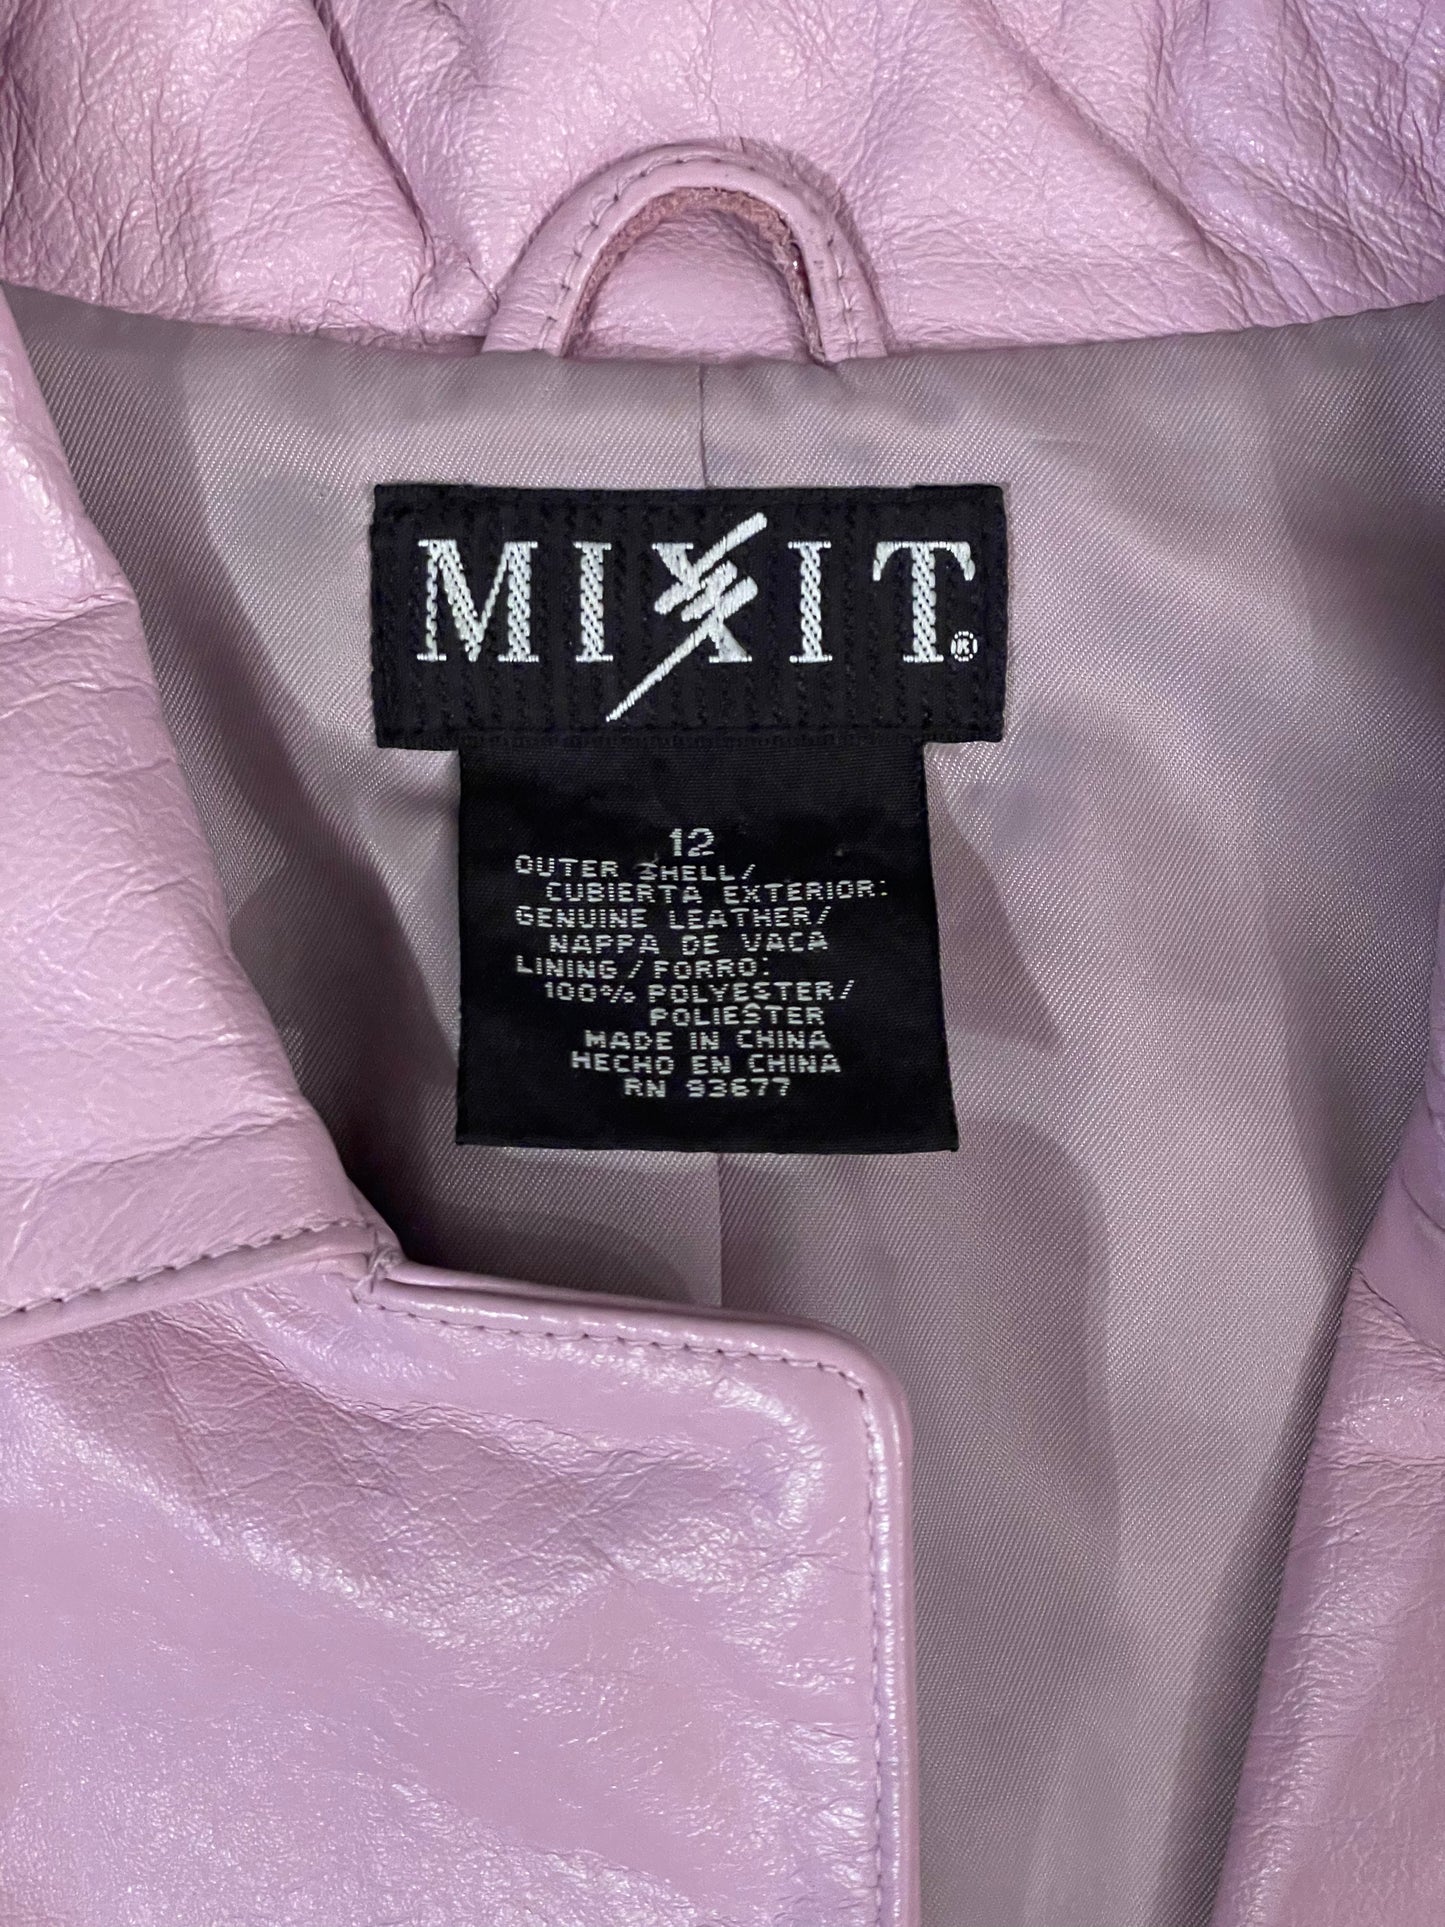 MIXIT®
12
OUTER SHELL/
CUBIERTA EXTERIOR:
GENUINE LEATHER/
NAPPA DE VACA
LINING/FORRO:
100% POLYESTER/
POLIESTER
MADE IN CHINA
HECHO EN CHINA
RN 93677